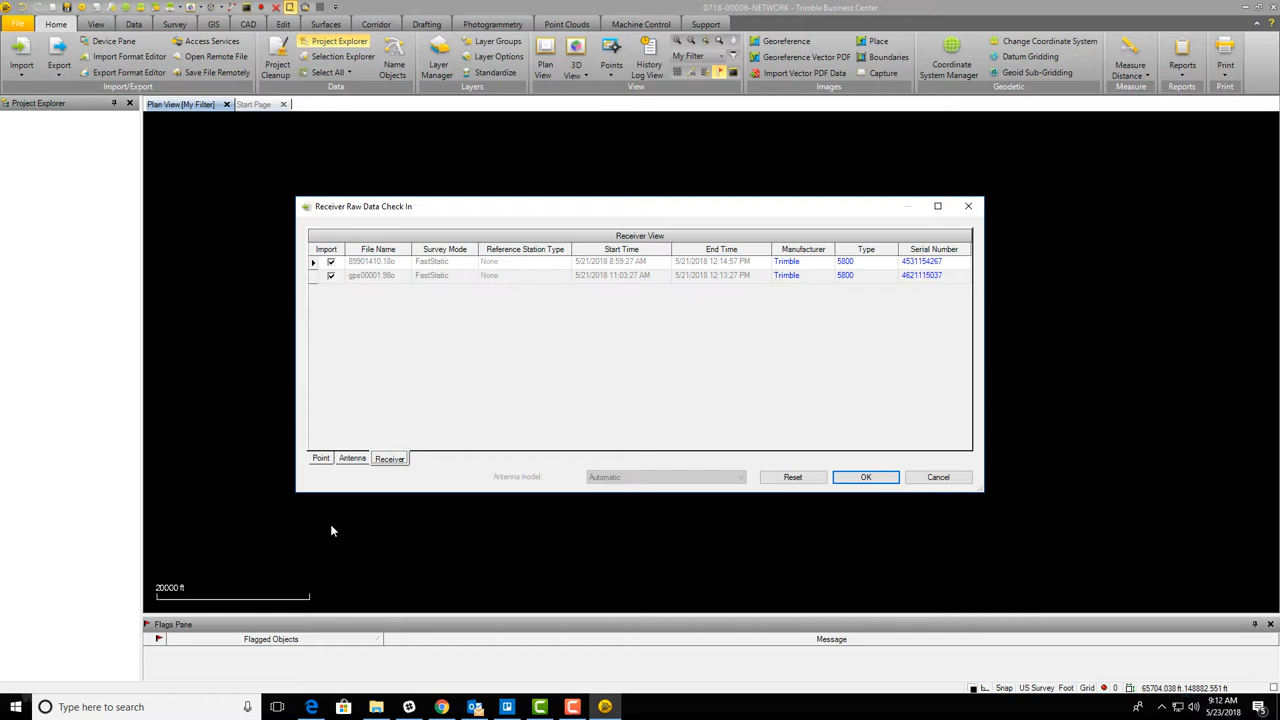 0718-00006-NETWORK - Trimble Business Center
File Home View Data Survey GIS CAD Edit Surfaces Corridor Drafting Photogrammetry Point Clouds Machine Control Support
Import Export Device Pane Access Services Project Cleanup Project Explorer Name Objects Layer Manager Layer Groups Plan View 3D View Points History Log View Georeference Place Coordinate System Manager Change Coordinate System Measure Distance Reports Print
Import Format Editor Open Remote File Selection Explorer Layer Options My Filter Georeference Vector PDF Boundaries Datum Gridding
Export Format Editor Save File Remotely Select All Standardize Import Vector PDF Data Capture Geoid Sub-Gridding
Import/Export Data Layers View Images Geodetic Measure Reports Print
Project Explorer Plan View [My Filter] Start Page
Receiver Raw Data Check In
Receiver View
Import File Name Survey Mode Reference Station Type Start Time End Time Manufacturer Type Serial Number
89901410.18o FastStatic None 5/21/2018 8:59:27 AM 5/21/2018 12:14:57 PM Trimble 5800 4531154267
gps00001.98o FastStatic None 5/21/2018 11:03:27 AM 5/21/2018 12:13:27 PM Trimble 5800 4621115037
Point Antenna Receiver
Antenna model: Automatic Reset OK Cancel
20000 ft
Flags Pane
Flagged Objects Message
Snap US Survey Foot Grid 0 65704.038 ft,148882.551 ft
Type here to search 9:12 AM
5/23/2018